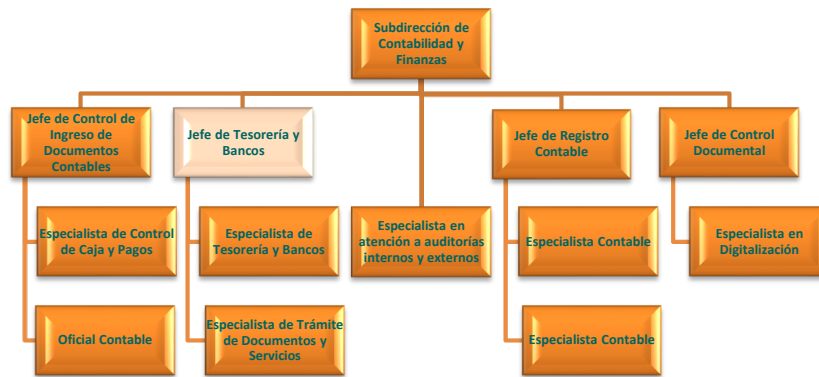 Subdirección de
Contabilidad y
Finanzas
Jefe de Control de
Ingreso de
Documentos
Contables
Jefe de Tesorería y
Bancos
Jefe de Registro
Contable
Jefe de Control
Documental
Especialista de Control
de Caja y Pagos
Especialista de
Tesorería y Bancos
Especialista en
atención a auditorías
internos y externos
Especialista Contable
Especialista en
Digitalización
Oficial Contable
Especialista de Trámite
de Documentos y
Servicios
Especialista Contable